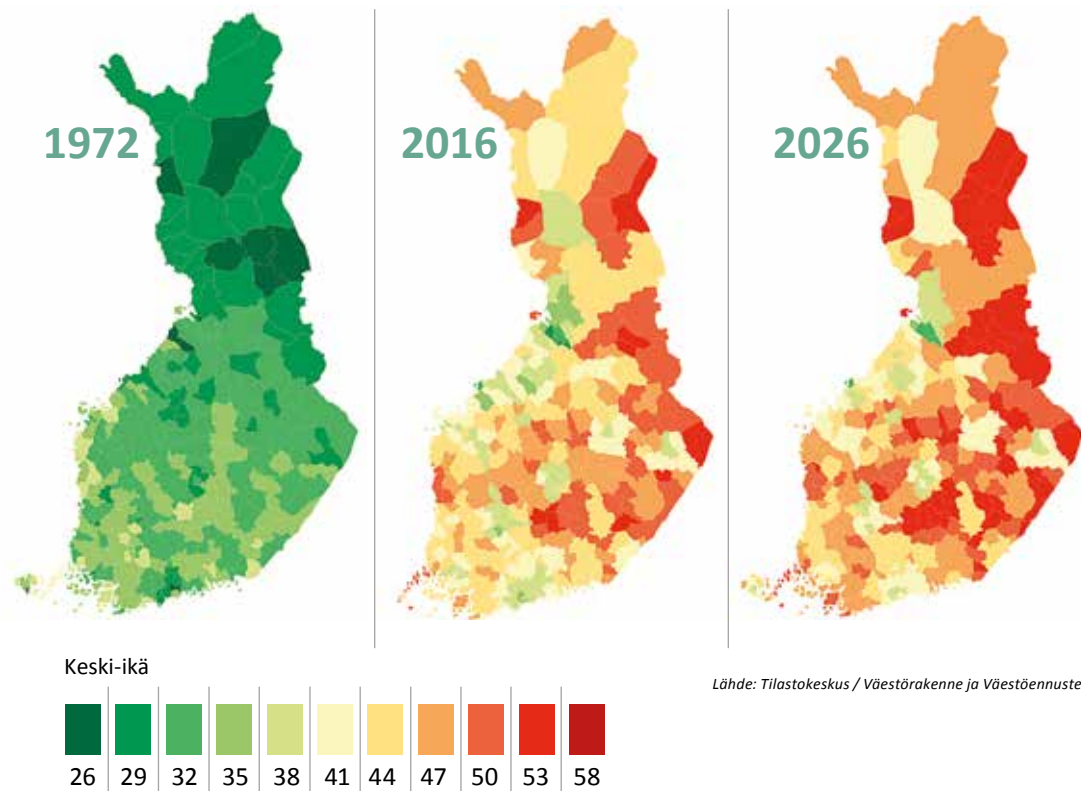 1972
2016
2026
Keski-ikä
Lähde: Tilastokeskus / Väestörakenne ja Väestöennuste
26 29 32 35 38 41 44 47 50 53 58